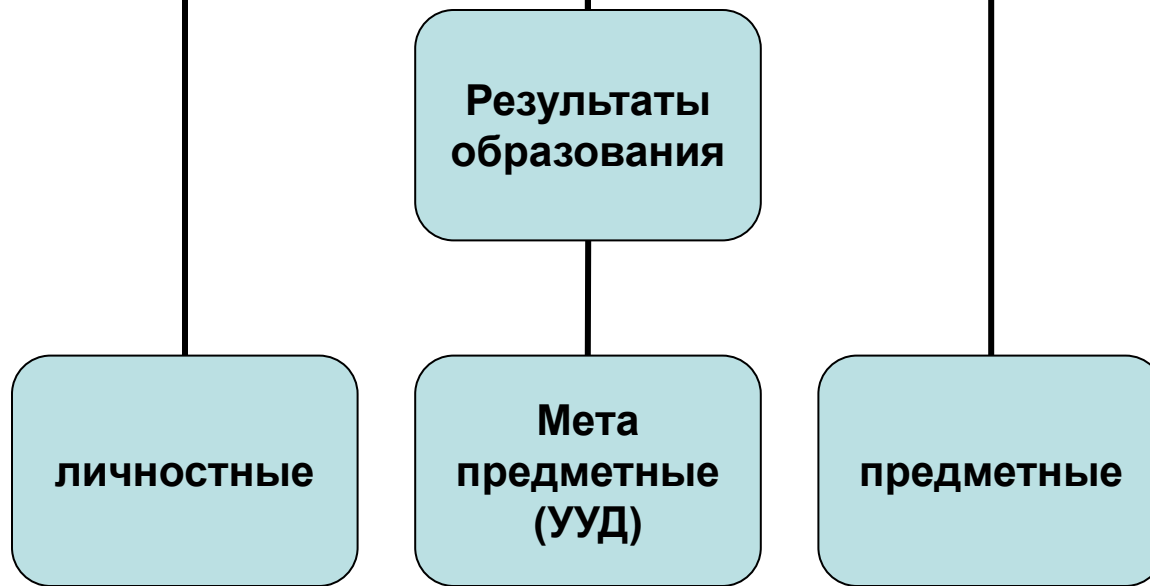 Результаты
образования
личностные
Мета
предметные
(УУД)
предметные